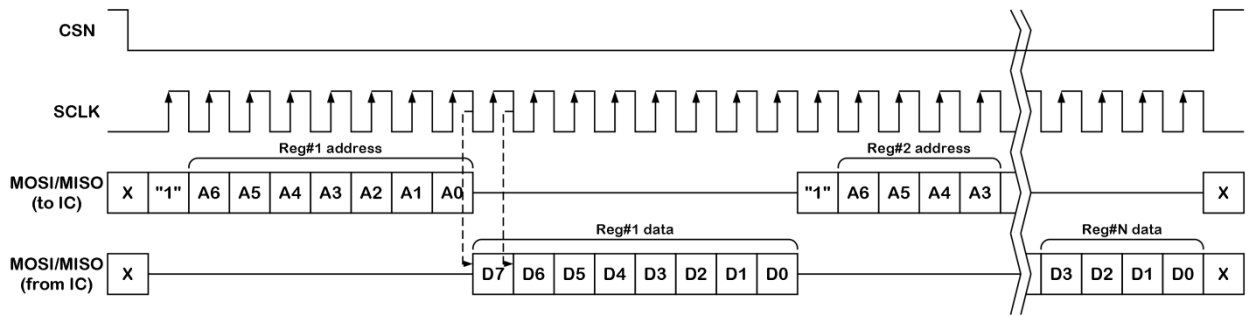 CSN
SCLK
Reg#1 address
Reg#2 address
MOSI/MISO
(to IC)
X "1" A6 A5 A4 A3 A2 A1 A0 "1" A6 A5 A4 A3 X
Reg#1 data
Reg#N data
MOSI/MISO
(from IC)
X D7 D6 D5 D4 D3 D2 D1 D0 D3 D2 D1 D0 X